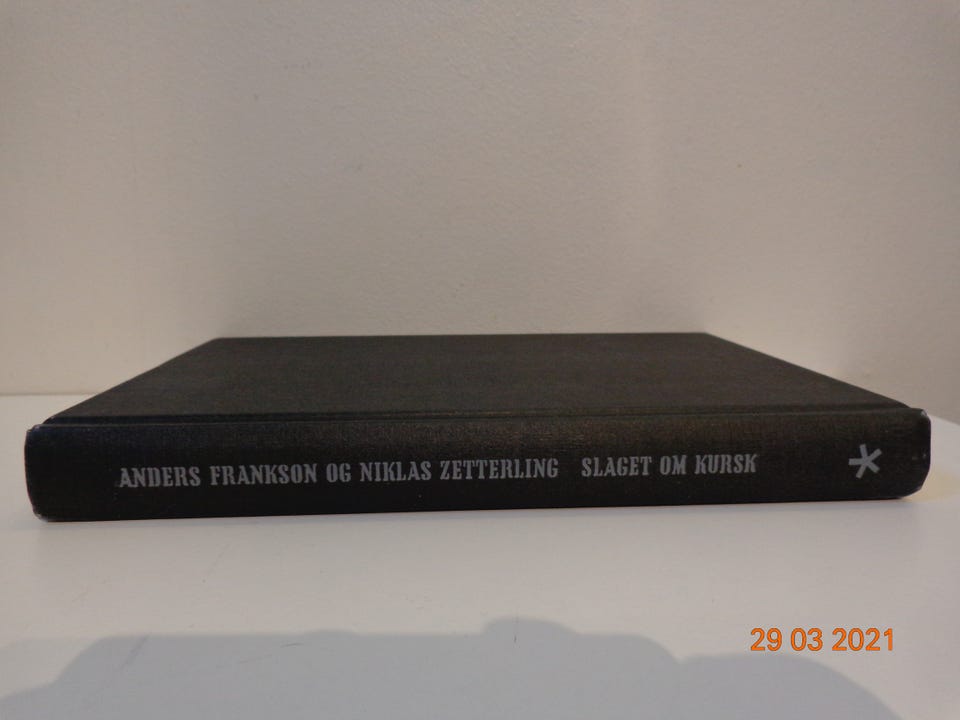 ANDERS FRANKSON OG NIKLAS ZETTERLING SLAGET OM KURSK
29 03 2021